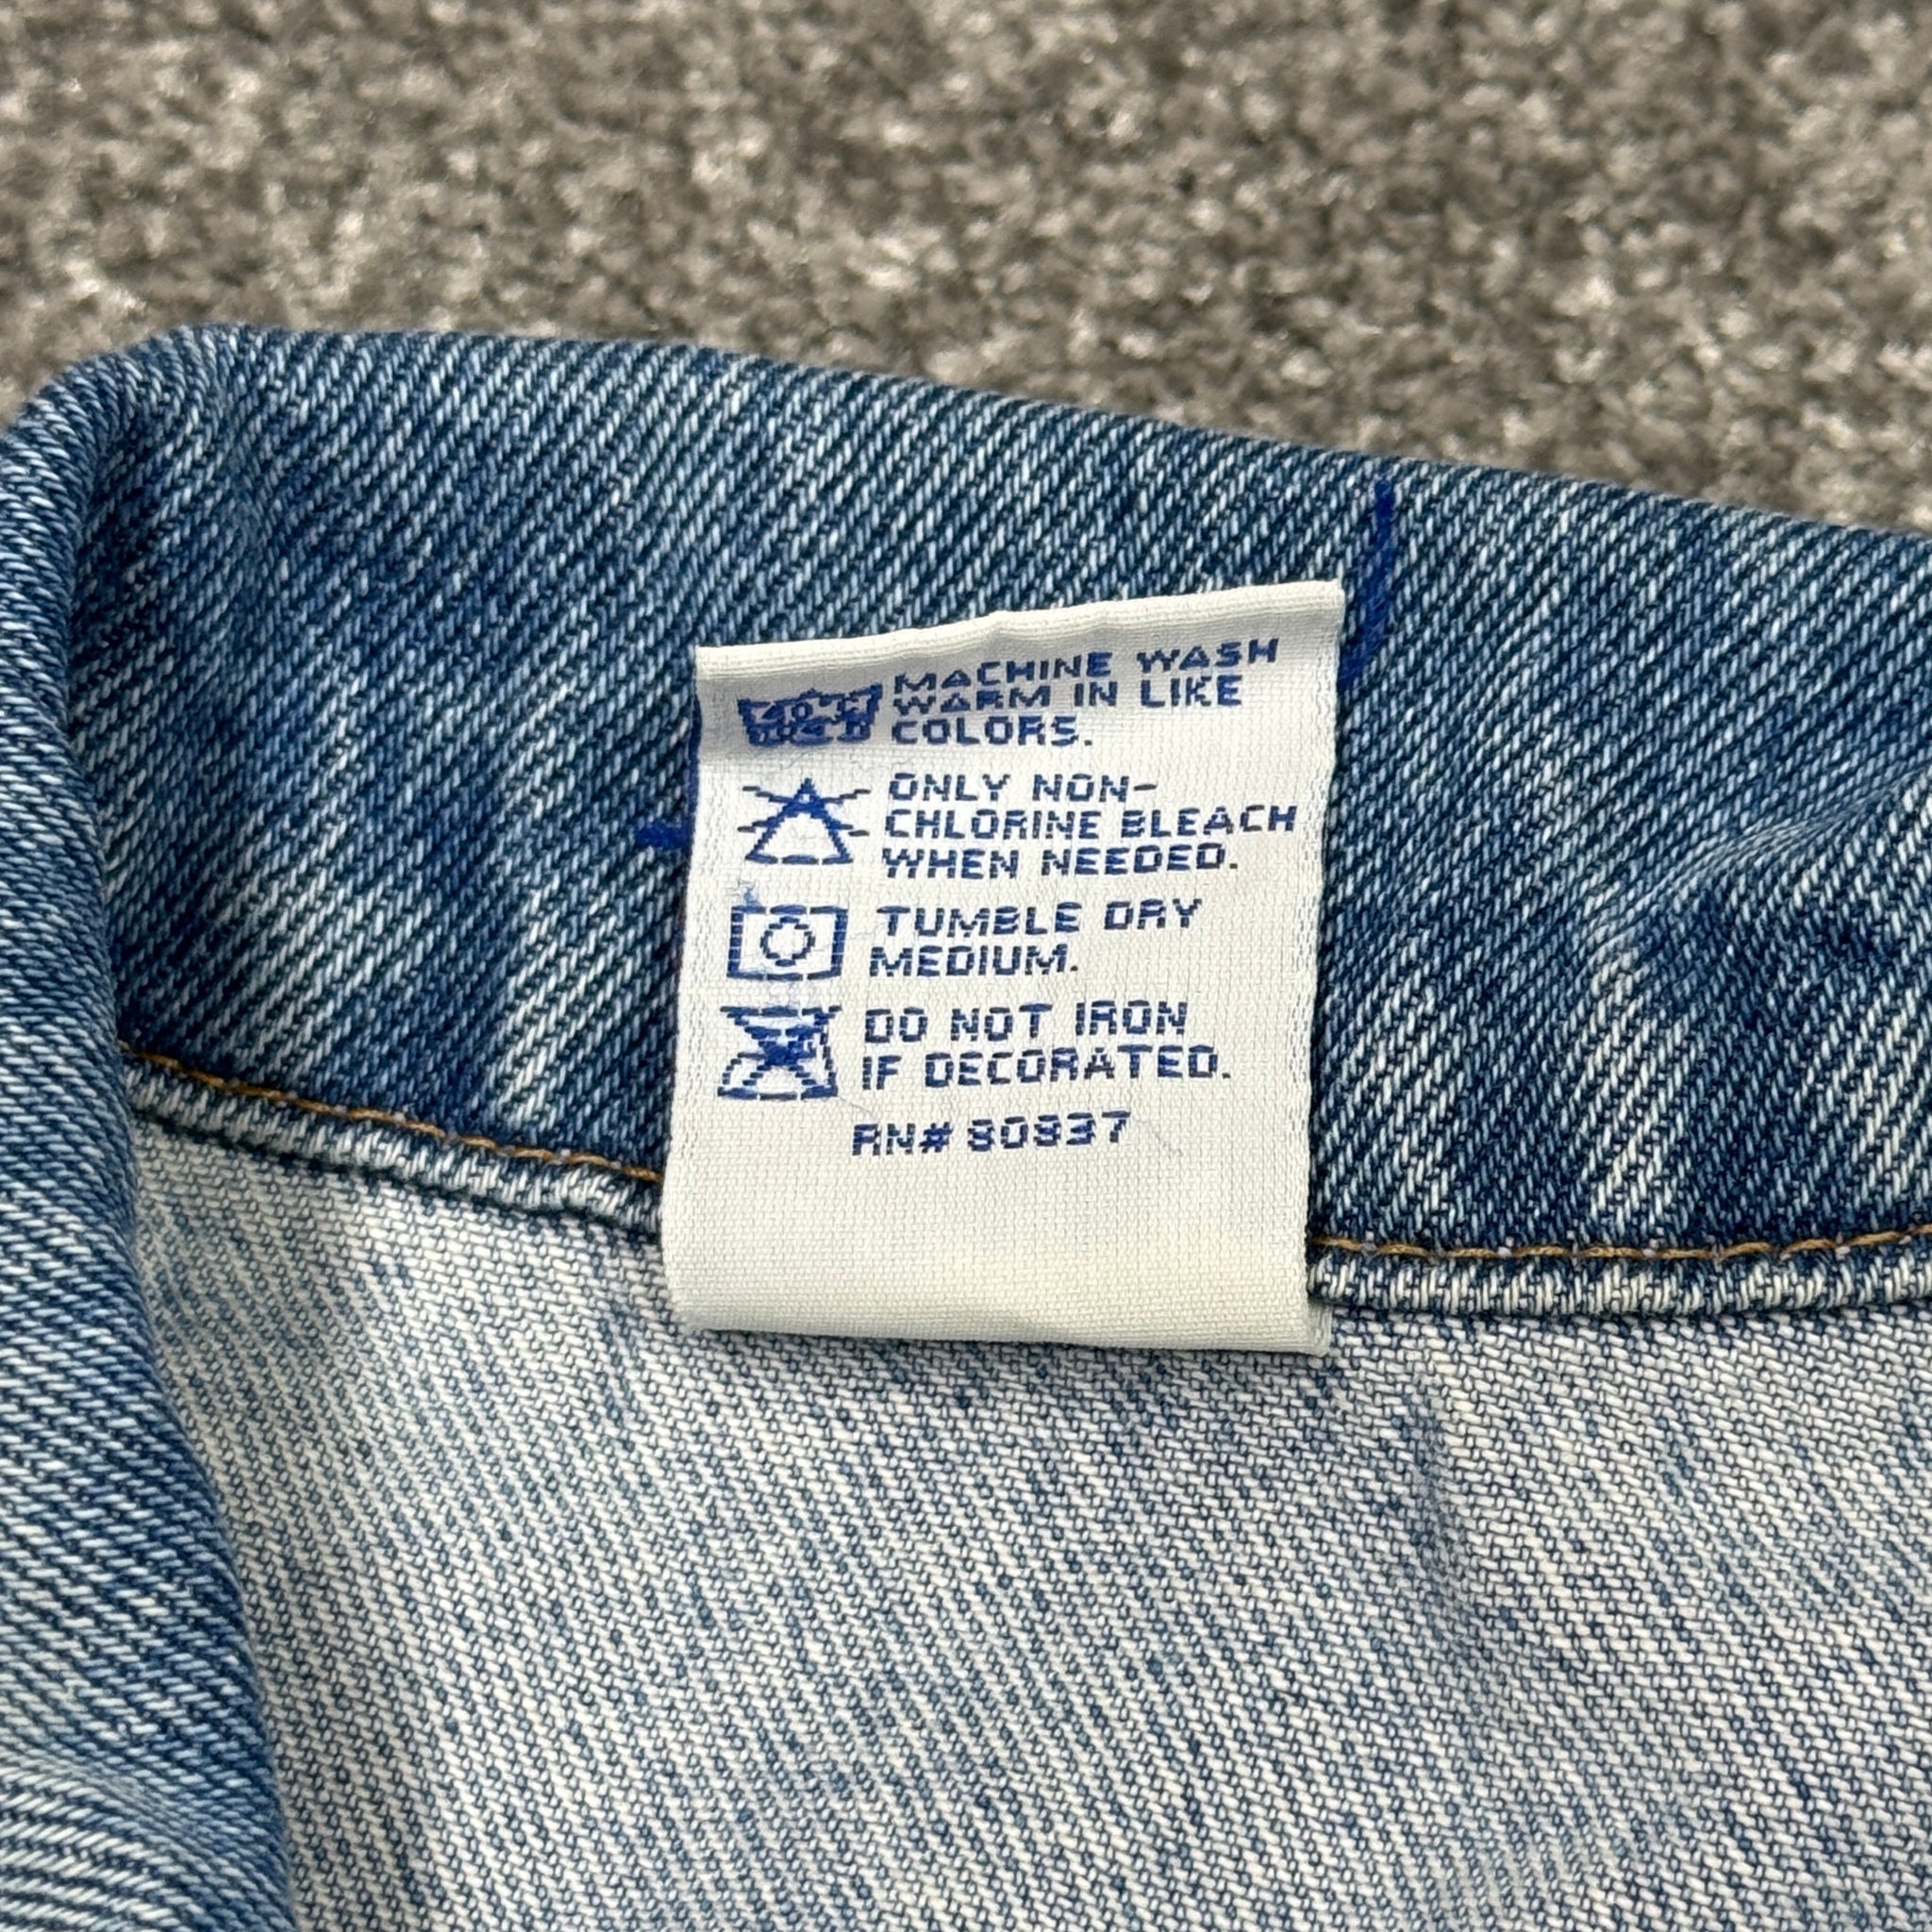 MACHINE WASH
40°C WARM IN LIKE
COLORS.
ONLY NON-
CHLORINE BLEACH
WHEN NEEDED.
TUMBLE DRY
MEDIUM.
DO NOT IRON
IF DECORATED.
RN# 80837